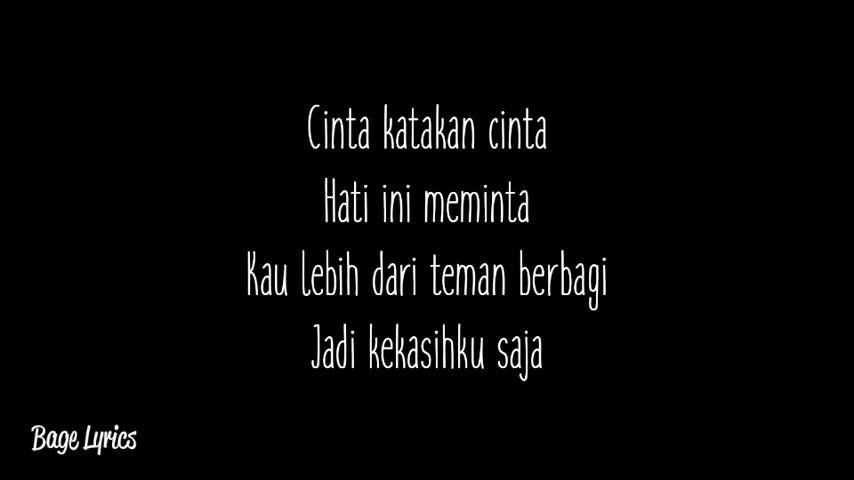 Cinta katakan cinta
Hati ini meminta
Kau lebih dari teman berbagi
Jadi kekasihku saja
Bage Lyrics